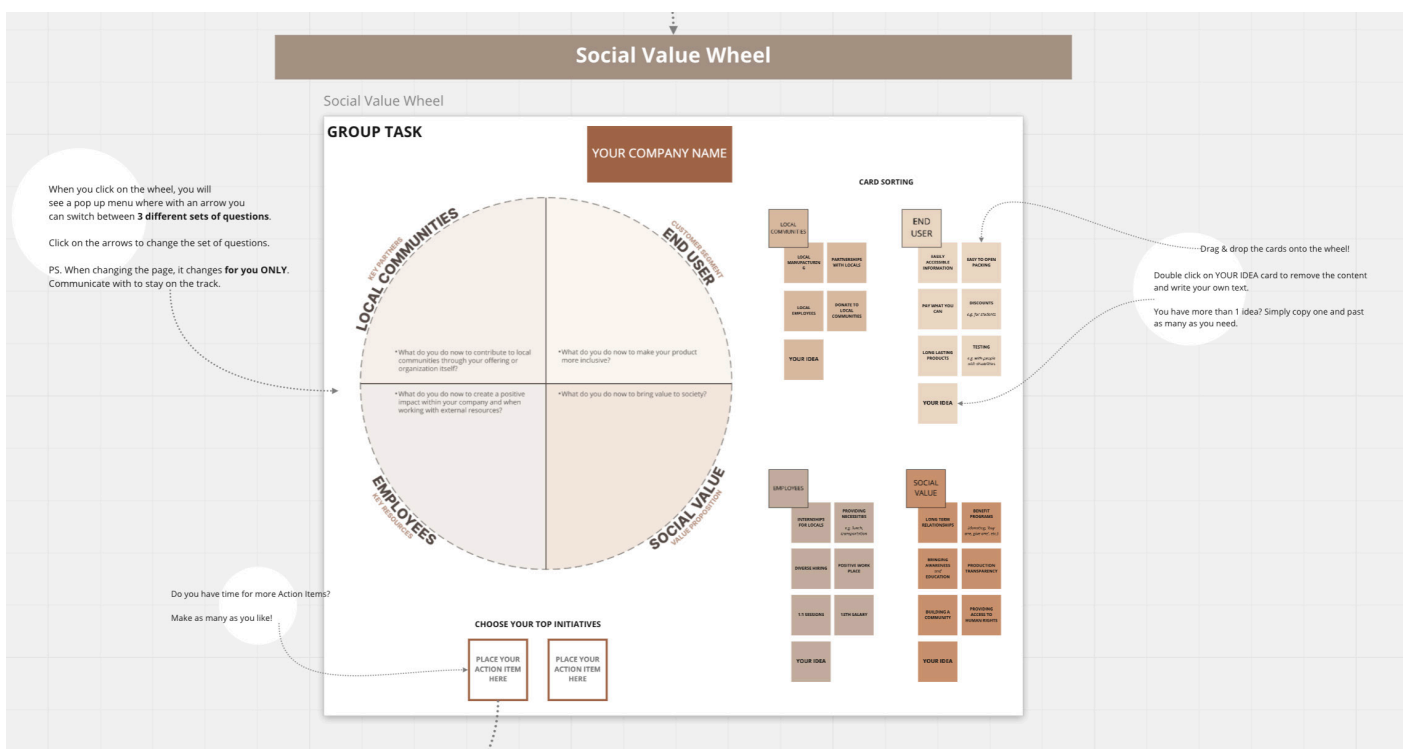 Social Value Wheel
Social Value Wheel
GROUP TASK
YOUR COMPANY NAME
When you click on the wheel, you will
see a pop up menu where with an arrow you
can switch between 3 different sets of questions.
Click on the arrows to change the set of questions.
PS. When changing the page, it changes for you ONLY.
Communicate with to stay on the track.
KEY PARTNERS
LOCAL COMMUNITIES
CUSTOMER SEGMENT
END USER
•What do you do now to contribute to local
communities through your offering or
organization itself?
•What do you do now to make your product
more inclusive?
•What do you do now to create a positive
impact within your company and when
working with external resources?
•What do you do now to bring value to society?
EMPLOYEES
KEY RESOURCES
SOCIAL VALUE
VALUE PROPOSITION
CARD SORTING
LOCAL
COMMUNITIES
LOCAL
MANUFACTURER
PARTNERSHIPS
WITH LOCALS
LOCAL
EMPLOYEES
DONATE TO
LOCAL
COMMUNITIES
YOUR IDEA
END
USER
EASILY
ACCESSIBLE
INFORMATION
EASY TO OPEN
PACKING
PAY WHAT YOU
CAN
DISCOUNTS
e.g. for students
LONG LASTING
PRODUCTS
TESTING
e.g. with people
with disabilities
YOUR IDEA
Drag & drop the cards onto the wheel!
Double click on YOUR IDEA card to remove the content
and write your own text.
You have more than 1 idea? Simply copy one and past
as many as you need.
EMPLOYEES
INTERNSHIPS
FOR LOCALS
PROVIDING
NECESSITIES
e.g. lunch,
transportation
DIVERSE HIRING
POSITIVE WORK
PLACE
1:1 SESSIONS
13TH SALARY
YOUR IDEA
SOCIAL
VALUE
LONG TERM
RELATIONSHIPS
BENEFIT
PROGRAMS
BRINGING
AWARENESS
and
EDUCATION
PRODUCTION
TRANSPARENCY
BUILDING A
COMMUNITY
PROVIDING
ACCESS TO
HUMAN RIGHTS
YOUR IDEA
Do you have time for more Action Items?
Make as many as you like!
CHOOSE YOUR TOP INITIATIVES
PLACE YOUR
ACTION ITEM
HERE
PLACE YOUR
ACTION ITEM
HERE